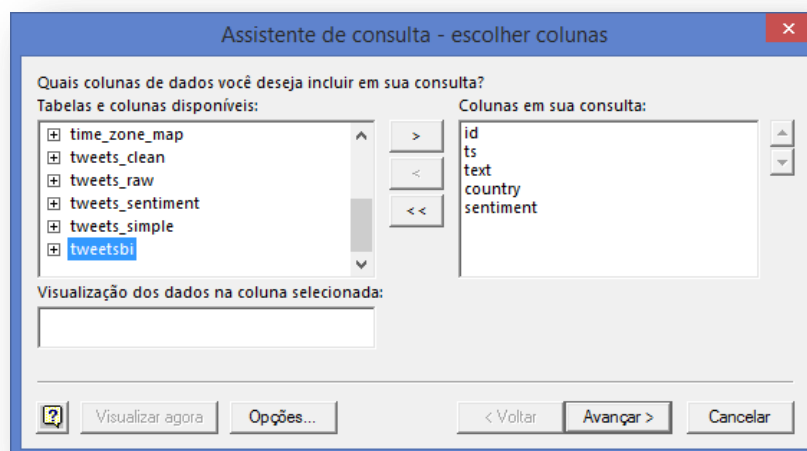 Assistente de consulta - escolher colunas
Quais colunas de dados você deseja incluir em sua consulta?
Tabelas e colunas disponíveis:
Colunas em sua consulta:
time_zone_map
tweets_clean
tweets_raw
tweets_sentiment
tweets_simple
tweetsbi
>
<
<<
id
ts
text
country
sentiment
Visualização dos dados na coluna selecionada:
?
Visualizar agora
Opções...
< Voltar
Avançar >
Cancelar